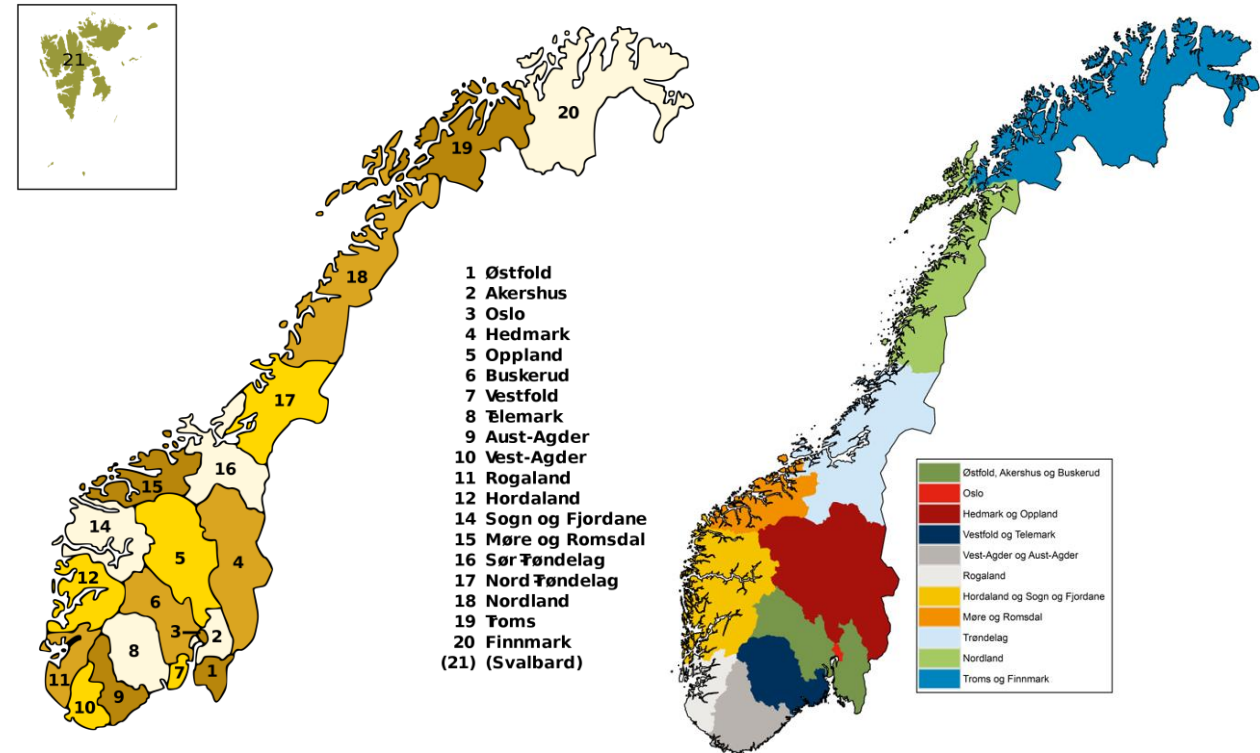 21
20
19
18
17
16
15
14
5
4
12
6
3
2
8
7
1
11
9
10
1 Østfold
2 Akershus
3 Oslo
4 Hedmark
5 Oppland
6 Buskerud
7 Vestfold
8 Telemark
9 Aust-Agder
10 Vest-Agder
11 Rogaland
12 Hordaland
14 Sogn og Fjordane
15 Møre og Romsdal
16 Sør-Trøndelag
17 Nord-Trøndelag
18 Nordland
19 Troms
20 Finnmark
(21) (Svalbard)
Østfold, Akershus og Buskerud
Oslo
Hedmark og Oppland
Vestfold og Telemark
Vest-Agder og Aust-Agder
Rogaland
Hordaland og Sogn og Fjordane
Møre og Romsdal
Trøndelag
Nordland
Troms og Finnmark